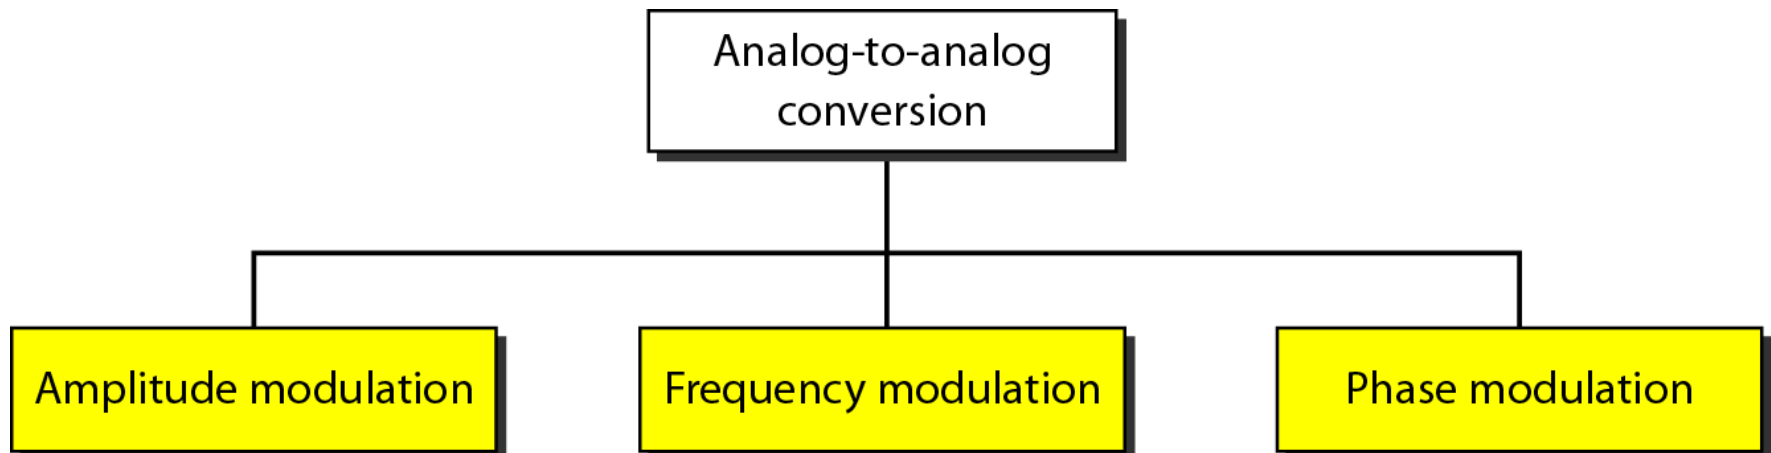 Analog-to-analog
conversion
Amplitude modulation
Frequency modulation
Phase modulation